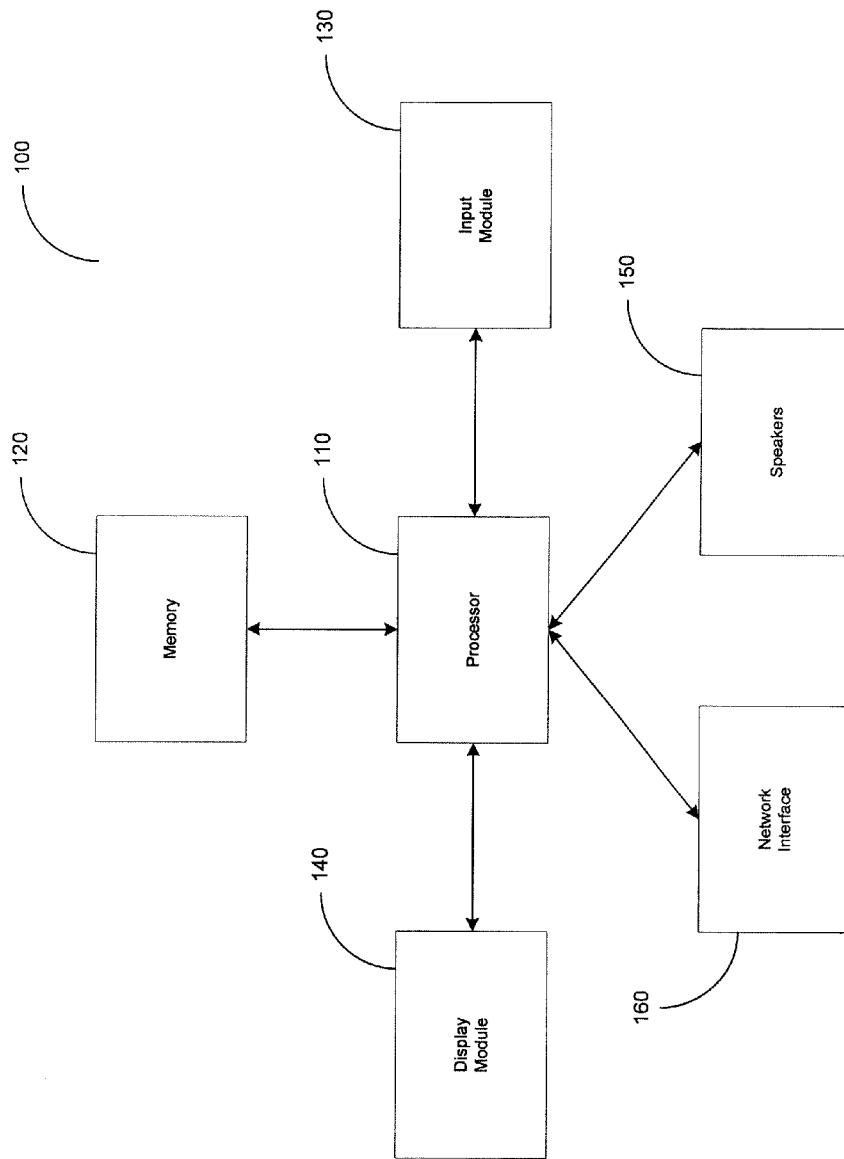 100
120
Memory
140
110
130
Display
Module
Processor
Input
Module
160
150
Network
Interface
Speakers